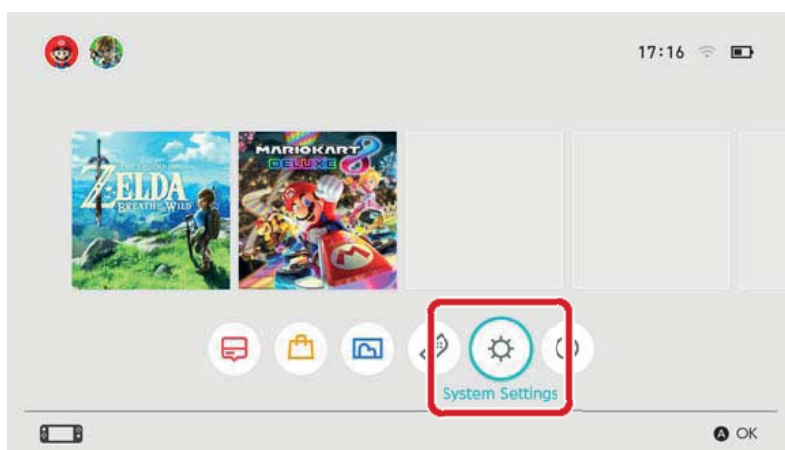 17:16
THE LEGEND OF
ZELDA
BREATH OF THE WILD
MARIOKART
8
DELUXE
System Settings
A OK